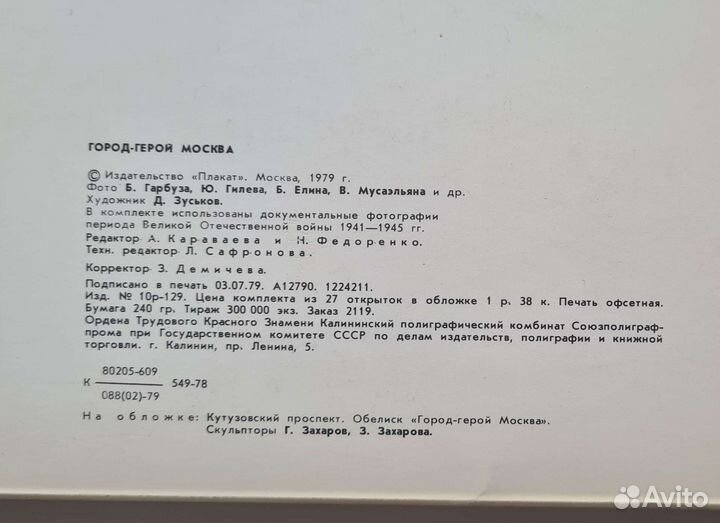 ГОРОД-ГЕРОЙ МОСКВА
© Издательство «Плакат». Москва, 1979 г.
Фото Б. Гарбуза, Ю. Гилева, Б. Елина, В. Мусаэльяна и др.
Художник Д. Зуськов.
В комплекте использованы документальные фотографии
периода Великой Отечественной войны 1941—1945 гг.
Редактор А. Караваева и Н. Федоренко.
Техн. редактор Л. Сафронова.
Корректор З. Демичева.
Подписано в печать 03.07.79. А12790. 1224211.
Изд. № 10р-129. Цена комплекта из 27 открыток в обложке 1 р. 38 к. Печать офсетная.
Бумага 240 гр. Тираж 300 000 экз. Заказ 2119.
Ордена Трудового Красного Знамени Калининский полиграфический комбинат Союзполиграф-
прома при Государственном комитете СССР по делам издательств, полиграфии и книжной
торговли. г. Калинин, пр. Ленина, 5.
80205-609
К ——— 549-78
088(02)-79
На обложке: Кутузовский проспект. Обелиск «Город-герой Москва».
Скульпторы Г. Захаров, З. Захарова.
Avito